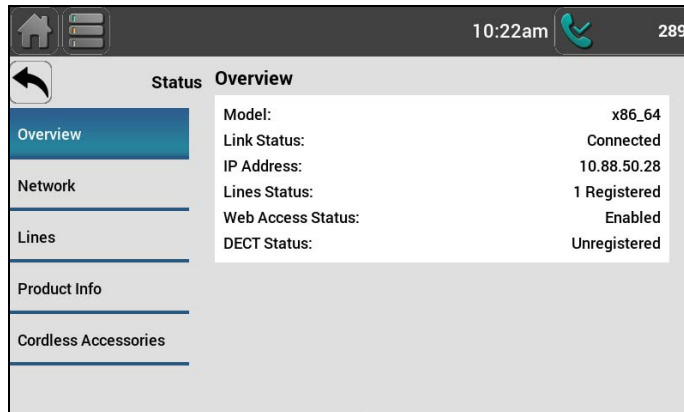 10:22am
289
Status
Overview
Overview
Network
Lines
Product Info
Cordless Accessories
Model: x86_64
Link Status: Connected
IP Address: 10.88.50.28
Lines Status: 1 Registered
Web Access Status: Enabled
DECT Status: Unregistered